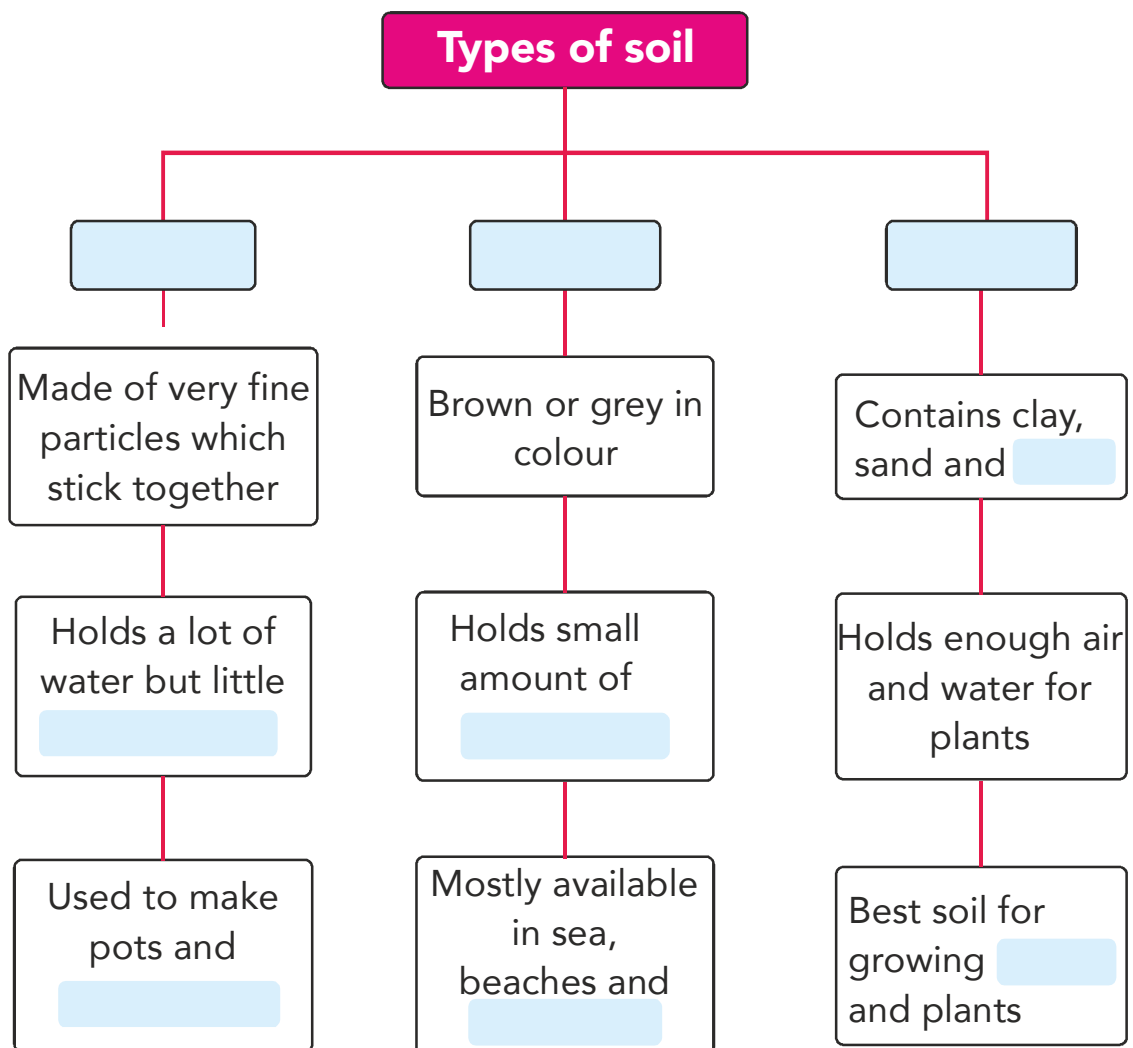 Types of soil
Made of very fine
particles which
stick together
Holds a lot of
water but little
Used to make
pots and
Brown or grey in
colour
Holds small
amount of
Mostly available
in sea,
beaches and
Contains clay,
sand and
Holds enough air
and water for
plants
Best soil for
growing
and plants